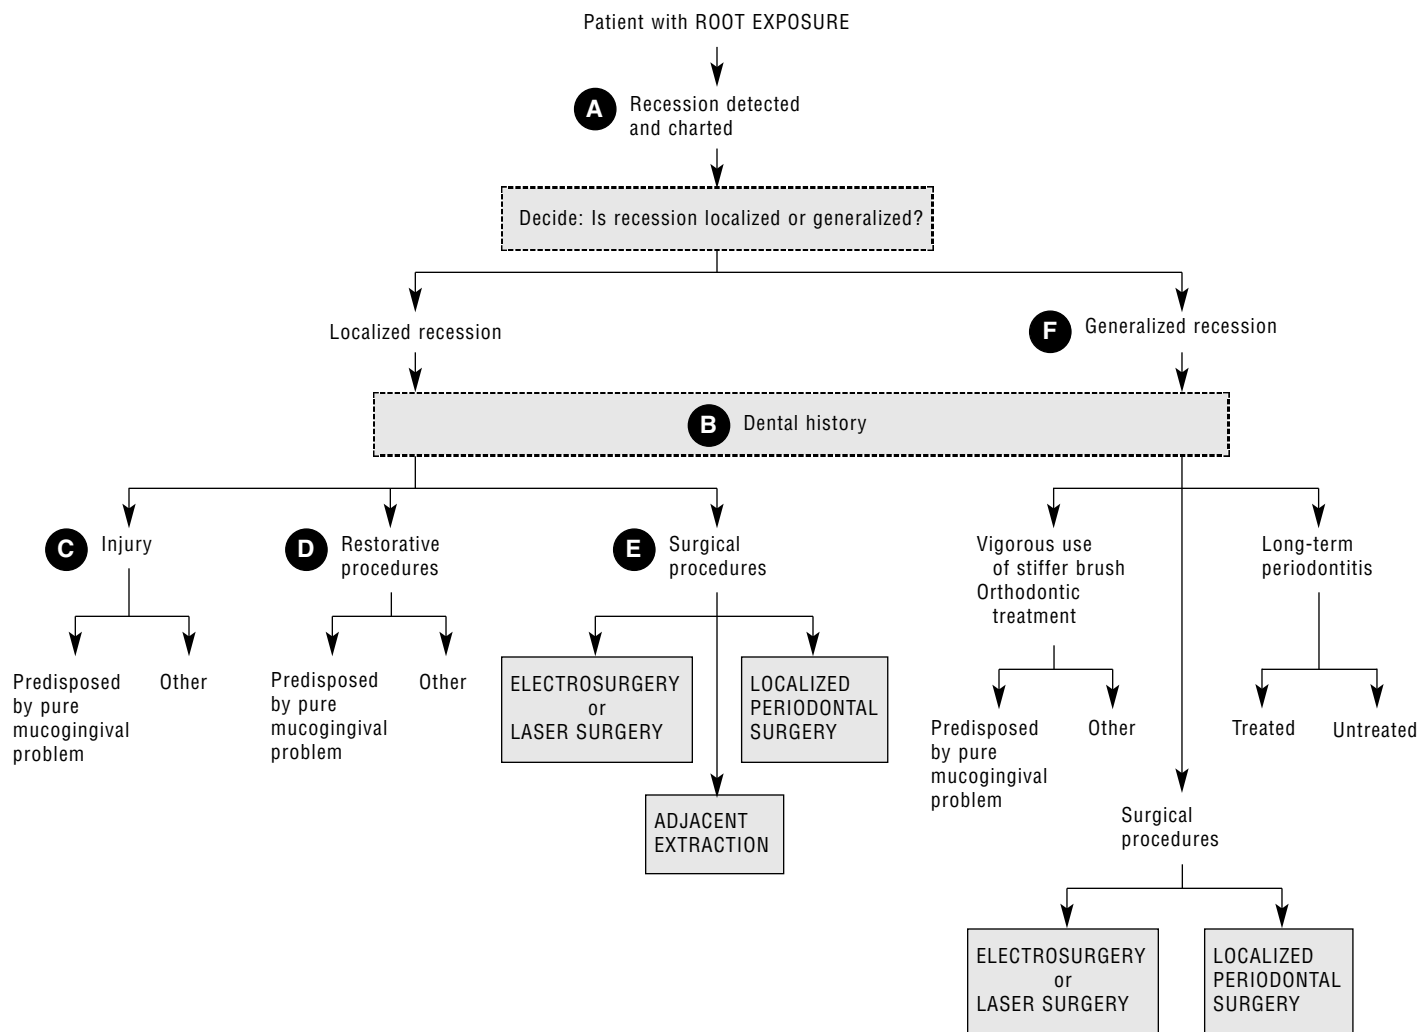 Patient with ROOT EXPOSURE
A
Recession detected
and charted
Decide: Is recession localized or generalized?
Localized recession
F
Generalized recession
B
Dental history
C
Injury
D
Restorative
procedures
E
Surgical
procedures
Vigorous use
of stiffer brush
Orthodontic
treatment
Long-term
periodontitis
Predisposed
by pure
mucogingival
problem
Other
Predisposed
by pure
mucogingival
problem
Other
ELECTROSURGERY
or
LASER SURGERY
LOCALIZED
PERIODONTAL
SURGERY
ADJACENT
EXTRACTION
Predisposed
by pure
mucogingival
problem
Other
Treated
Untreated
Surgical
procedures
ELECTROSURGERY
or
LASER SURGERY
LOCALIZED
PERIODONTAL
SURGERY